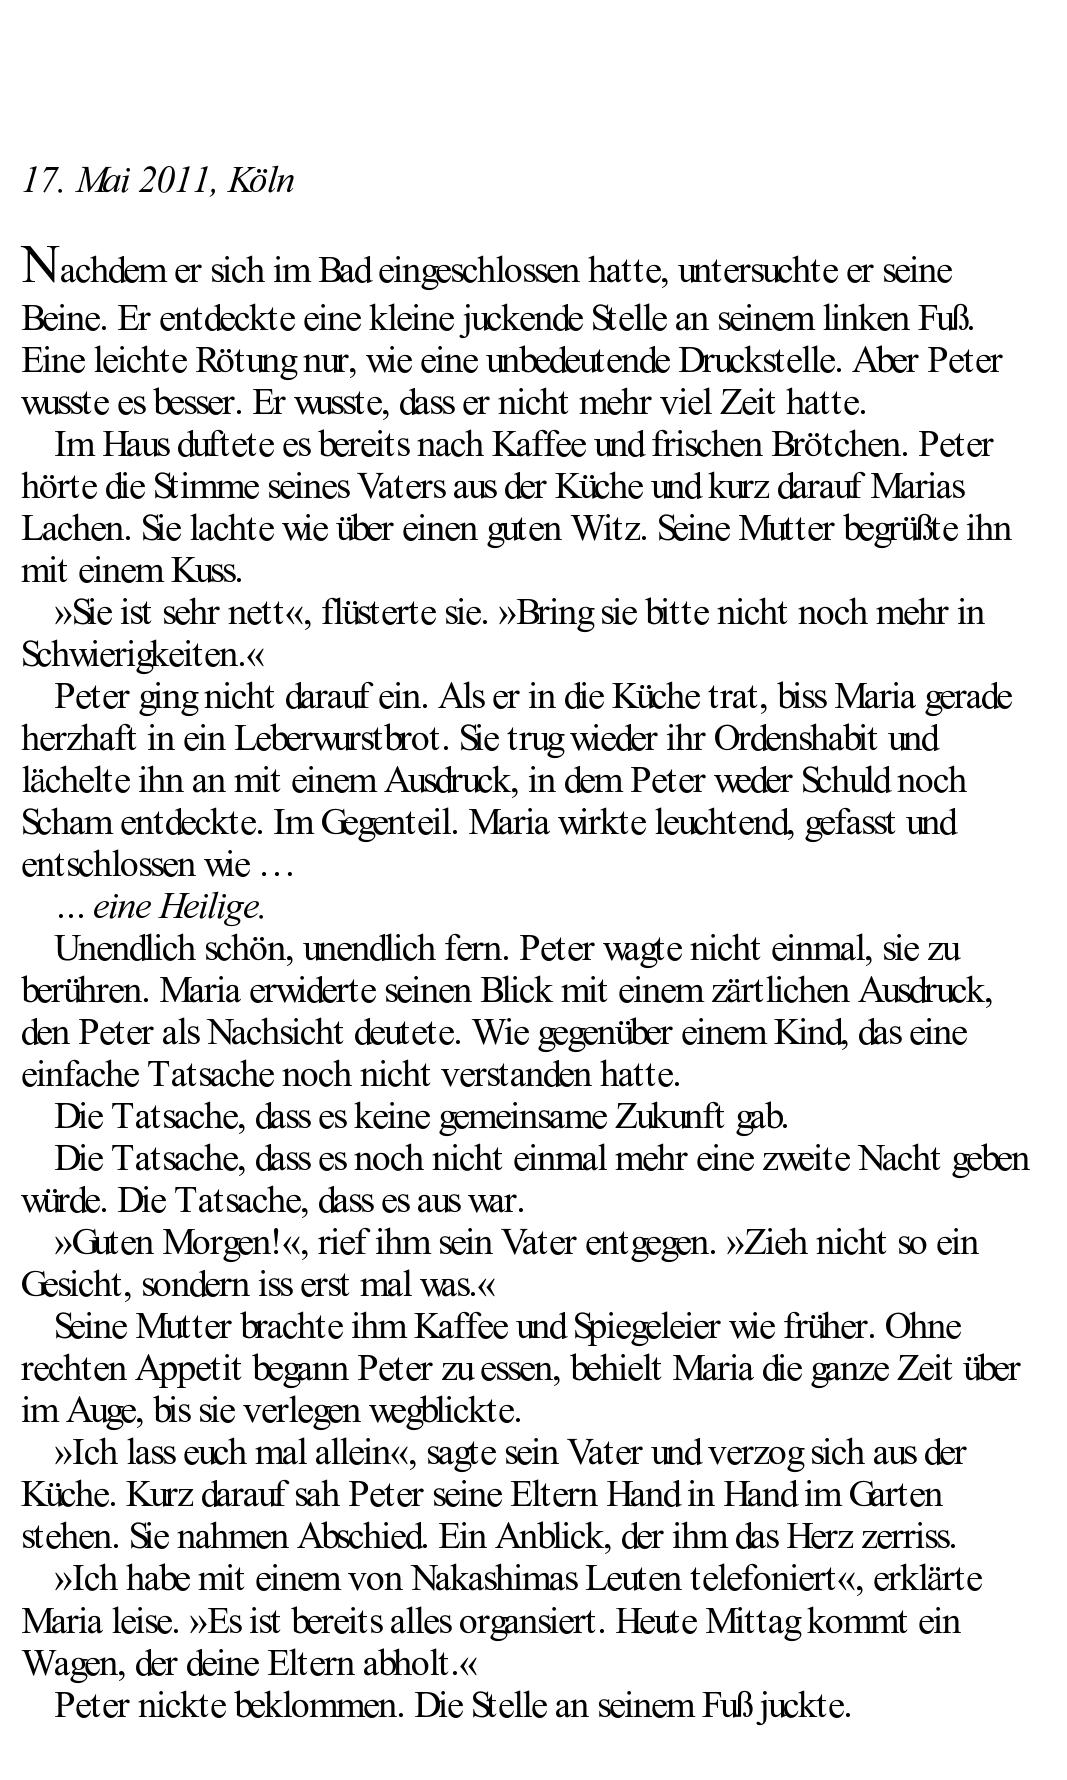 17. Mai 2011, Köln
Nachdem er sich im Bad eingeschlossen hatte, untersuchte er seine
Beine. Er entdeckte eine kleine juckende Stelle an seinem linken Fuß.
Eine leichte Rötung nur, wie eine unbedeutende Druckstelle. Aber Peter
wusste es besser. Er wusste, dass er nicht mehr viel Zeit hatte.
Im Haus duftete es bereits nach Kaffee und frischen Brötchen. Peter
hörte die Stimme seines Vaters aus der Küche und kurz darauf Marias
Lachen. Sie lachte wie über einen guten Witz. Seine Mutter begrüßte ihn
mit einem Kuss.
»Sie ist sehr nett«, flüsterte sie. »Bring sie bitte nicht noch mehr in
Schwierigkeiten.«
Peter ging nicht darauf ein. Als er in die Küche trat, biss Maria gerade
herzhaft in ein Leberwurstbrot. Sie trug wieder ihr Ordenshabit und
lächelte ihn an mit einem Ausdruck, in dem Peter weder Schuld noch
Scham entdeckte. Im Gegenteil. Maria wirkte leuchtend, gefasst und
entschlossen wie …
… eine Heilige.
Unendlich schön, unendlich fern. Peter wagte nicht einmal, sie zu
berühren. Maria erwiderte seinen Blick mit einem zärtlichen Ausdruck,
den Peter als Nachsicht deutete. Wie gegenüber einem Kind, das eine
einfache Tatsache noch nicht verstanden hatte.
Die Tatsache, dass es keine gemeinsame Zukunft gab.
Die Tatsache, dass es noch nicht einmal mehr eine zweite Nacht geben
würde. Die Tatsache, dass es aus war.
»Guten Morgen!«, rief ihm sein Vater entgegen. »Zieh nicht so ein
Gesicht, sondern iss erst mal was.«
Seine Mutter brachte ihm Kaffee und Spiegeleier wie früher. Ohne
rechten Appetit begann Peter zu essen, behielt Maria die ganze Zeit über
im Auge, bis sie verlegen wegblickte.
»Ich lass euch mal allein«, sagte sein Vater und verzog sich aus der
Küche. Kurz darauf sah Peter seine Eltern Hand in Hand im Garten
stehen. Sie nahmen Abschied. Ein Anblick, der ihm das Herz zerriss.
»Ich habe mit einem von Nakashimas Leuten telefoniert«, erklärte
Maria leise. »Es ist bereits alles organsiert. Heute Mittag kommt ein
Wagen, der deine Eltern abholt.«
Peter nickte beklommen. Die Stelle an seinem Fuß juckte.